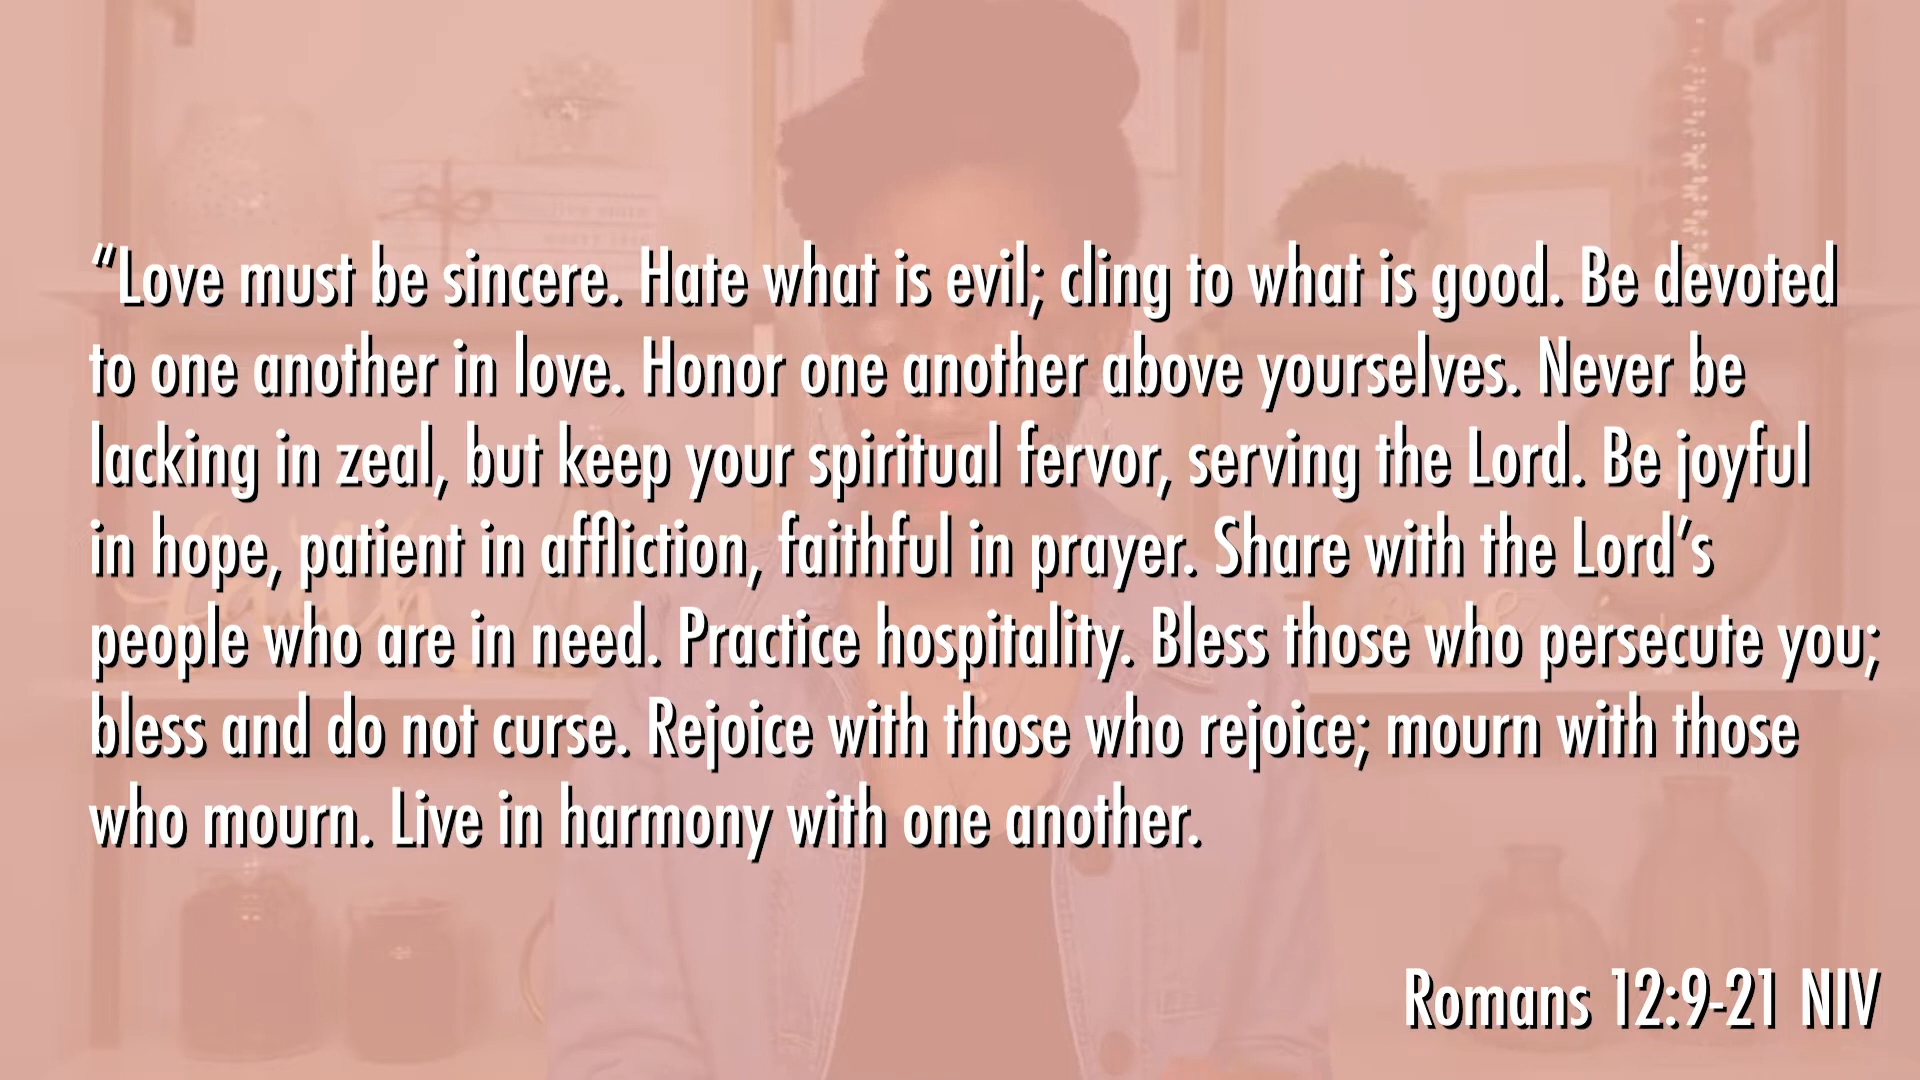 “Love must be sincere. Hate what is evil; cling to what is good. Be devoted
to one another in love. Honor one another above yourselves. Never be
lacking in zeal, but keep your spiritual fervor, serving the Lord. Be joyful
in hope, patient in affliction, faithful in prayer. Share with the Lord’s
people who are in need. Practice hospitality. Bless those who persecute you;
bless and do not curse. Rejoice with those who rejoice; mourn with those
who mourn. Live in harmony with one another.
Romans 12:9-21 NIV